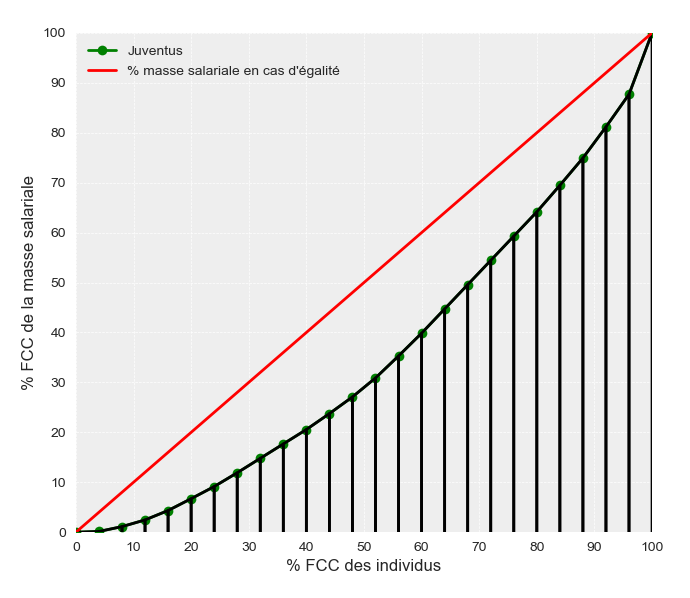 Juventus
% masse salariale en cas d'égalité
% FCC de la masse salariale
100
90
80
70
60
50
40
30
20
10
0
0 10 20 30 40 50 60 70 80 90 100
% FCC des individus